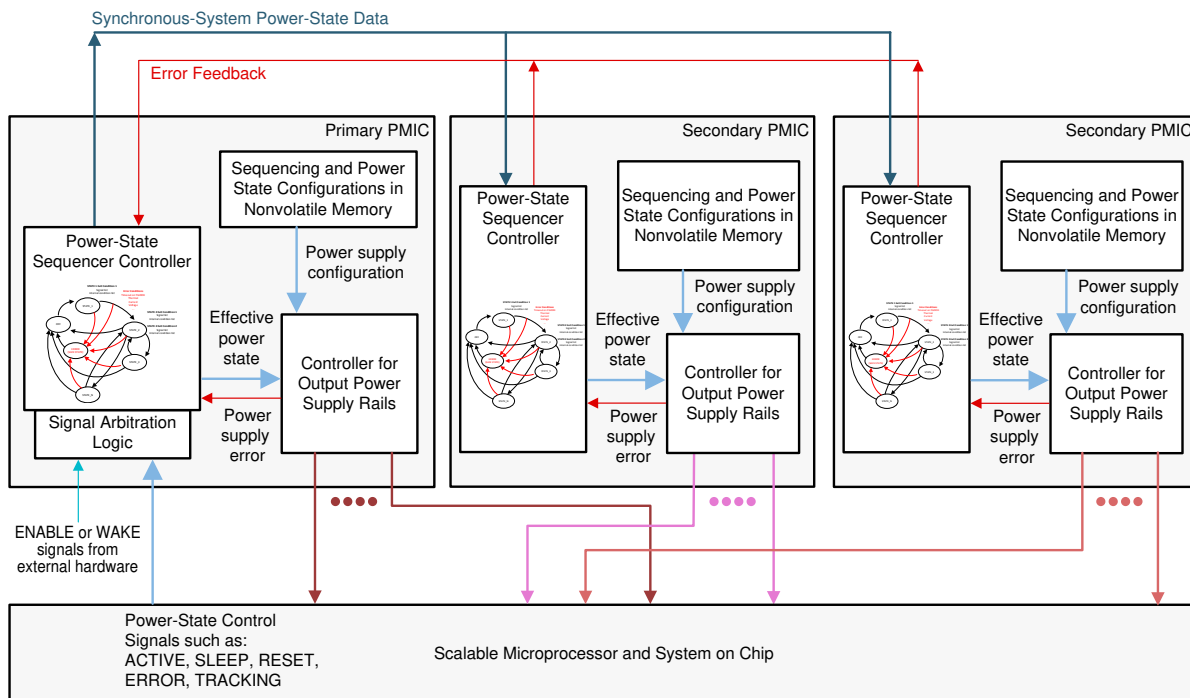 Synchronous-System Power-State Data
Error Feedback
Primary PMIC
Sequencing and Power
State Configurations in
Nonvolatile Memory
Power-State
Sequencer Controller
Power supply
configuration
Effective
power
state
Controller for
Output Power
Supply Rails
Signal Arbitration
Logic
Power
supply
error
ENABLE or WAKE
signals from
external hardware
Secondary PMIC
Power-State
Sequencer
Controller
Sequencing and Power
State Configurations in
Nonvolatile Memory
Power supply
configuration
Effective
power
state
Controller for
Output Power
Supply Rails
Power
supply
error
Secondary PMIC
Power-State
Sequencer
Controller
Sequencing and Power
State Configurations in
Nonvolatile Memory
Power supply
configuration
Effective
power
state
Controller for
Output Power
Supply Rails
Power
supply
error
Power-State Control
Signals such as:
ACTIVE, SLEEP, RESET,
ERROR, TRACKING
Scalable Microprocessor and System on Chip